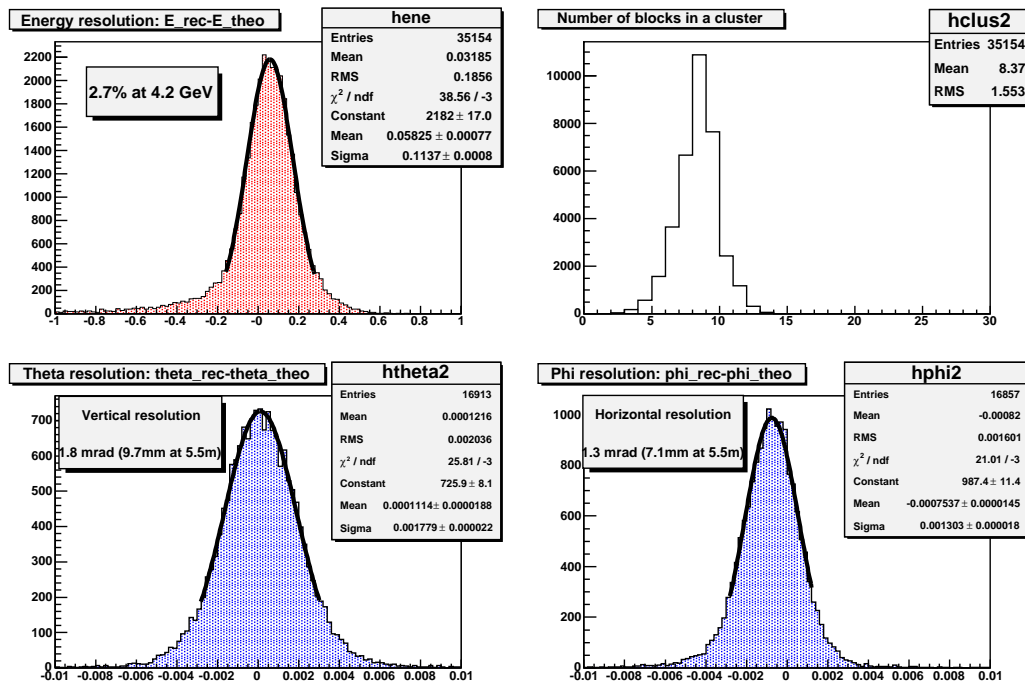 Energy resolution: E_rec-E_theo
hene
Entries 35154
Mean 0.03185
RMS 0.1856
χ² / ndf 38.56 / -3
Constant 2182 ± 17.0
Mean 0.05825 ± 0.00077
Sigma 0.1137 ± 0.0008
2.7% at 4.2 GeV
2200
2000
1800
1600
1400
1200
1000
800
600
400
200
0
-1 -0.8 -0.6 -0.4 -0.2 -0 0.2 0.4 0.6 0.8 1
Number of blocks in a cluster
hclus2
Entries 35154
Mean 8.37
RMS 1.553
10000
8000
6000
4000
2000
0
0 5 10 15 20 25 30
Theta resolution: theta_rec-theta_theo
htheta2
Entries 16913
Mean 0.0001216
RMS 0.002036
χ² / ndf 25.81 / -3
Constant 725.9 ± 8.1
Mean 0.0001114 ± 0.0000188
Sigma 0.001779 ± 0.000022
Vertical resolution
1.8 mrad (9.7mm at 5.5m)
700
600
500
400
300
200
100
0
-0.01 -0.008 -0.006 -0.004 -0.002 0 0.002 0.004 0.006 0.008 0.01
Phi resolution: phi_rec-phi_theo
hphi2
Entries 16857
Mean -0.00082
RMS 0.001601
χ² / ndf 21.01 / -3
Constant 987.4 ± 11.4
Mean -0.0007537 ± 0.0000145
Sigma 0.001303 ± 0.000018
Horizontal resolution
1.3 mrad (7.1mm at 5.5m)
1000
800
600
400
200
0
-0.01 -0.008 -0.006 -0.004 -0.002 0 0.002 0.004 0.006 0.008 0.01